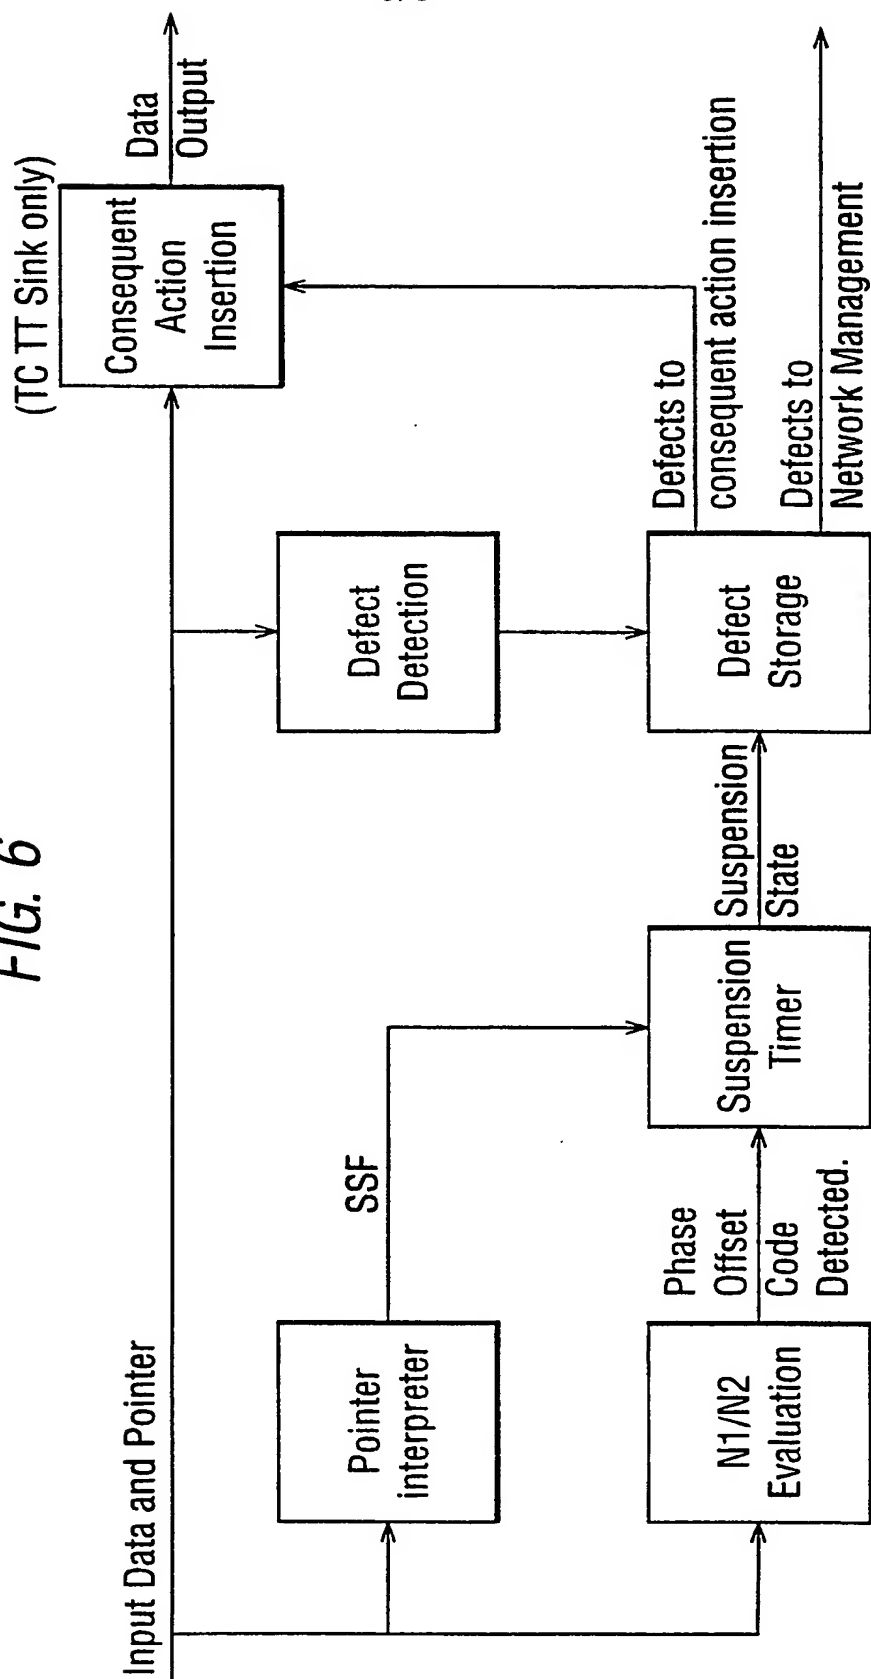 FIG. 6
Input Data and Pointer
Pointer
interpreter
SSF
N1/N2
Evaluation
Phase
Offset
Code
Detected.
Suspension
Timer
Suspension
State
Defect
Detection
Defect
Storage
Defects to
consequent action insertion
Defects to
Network Management
(TC TT Sink only)
Consequent
Action
Insertion
Data
Output